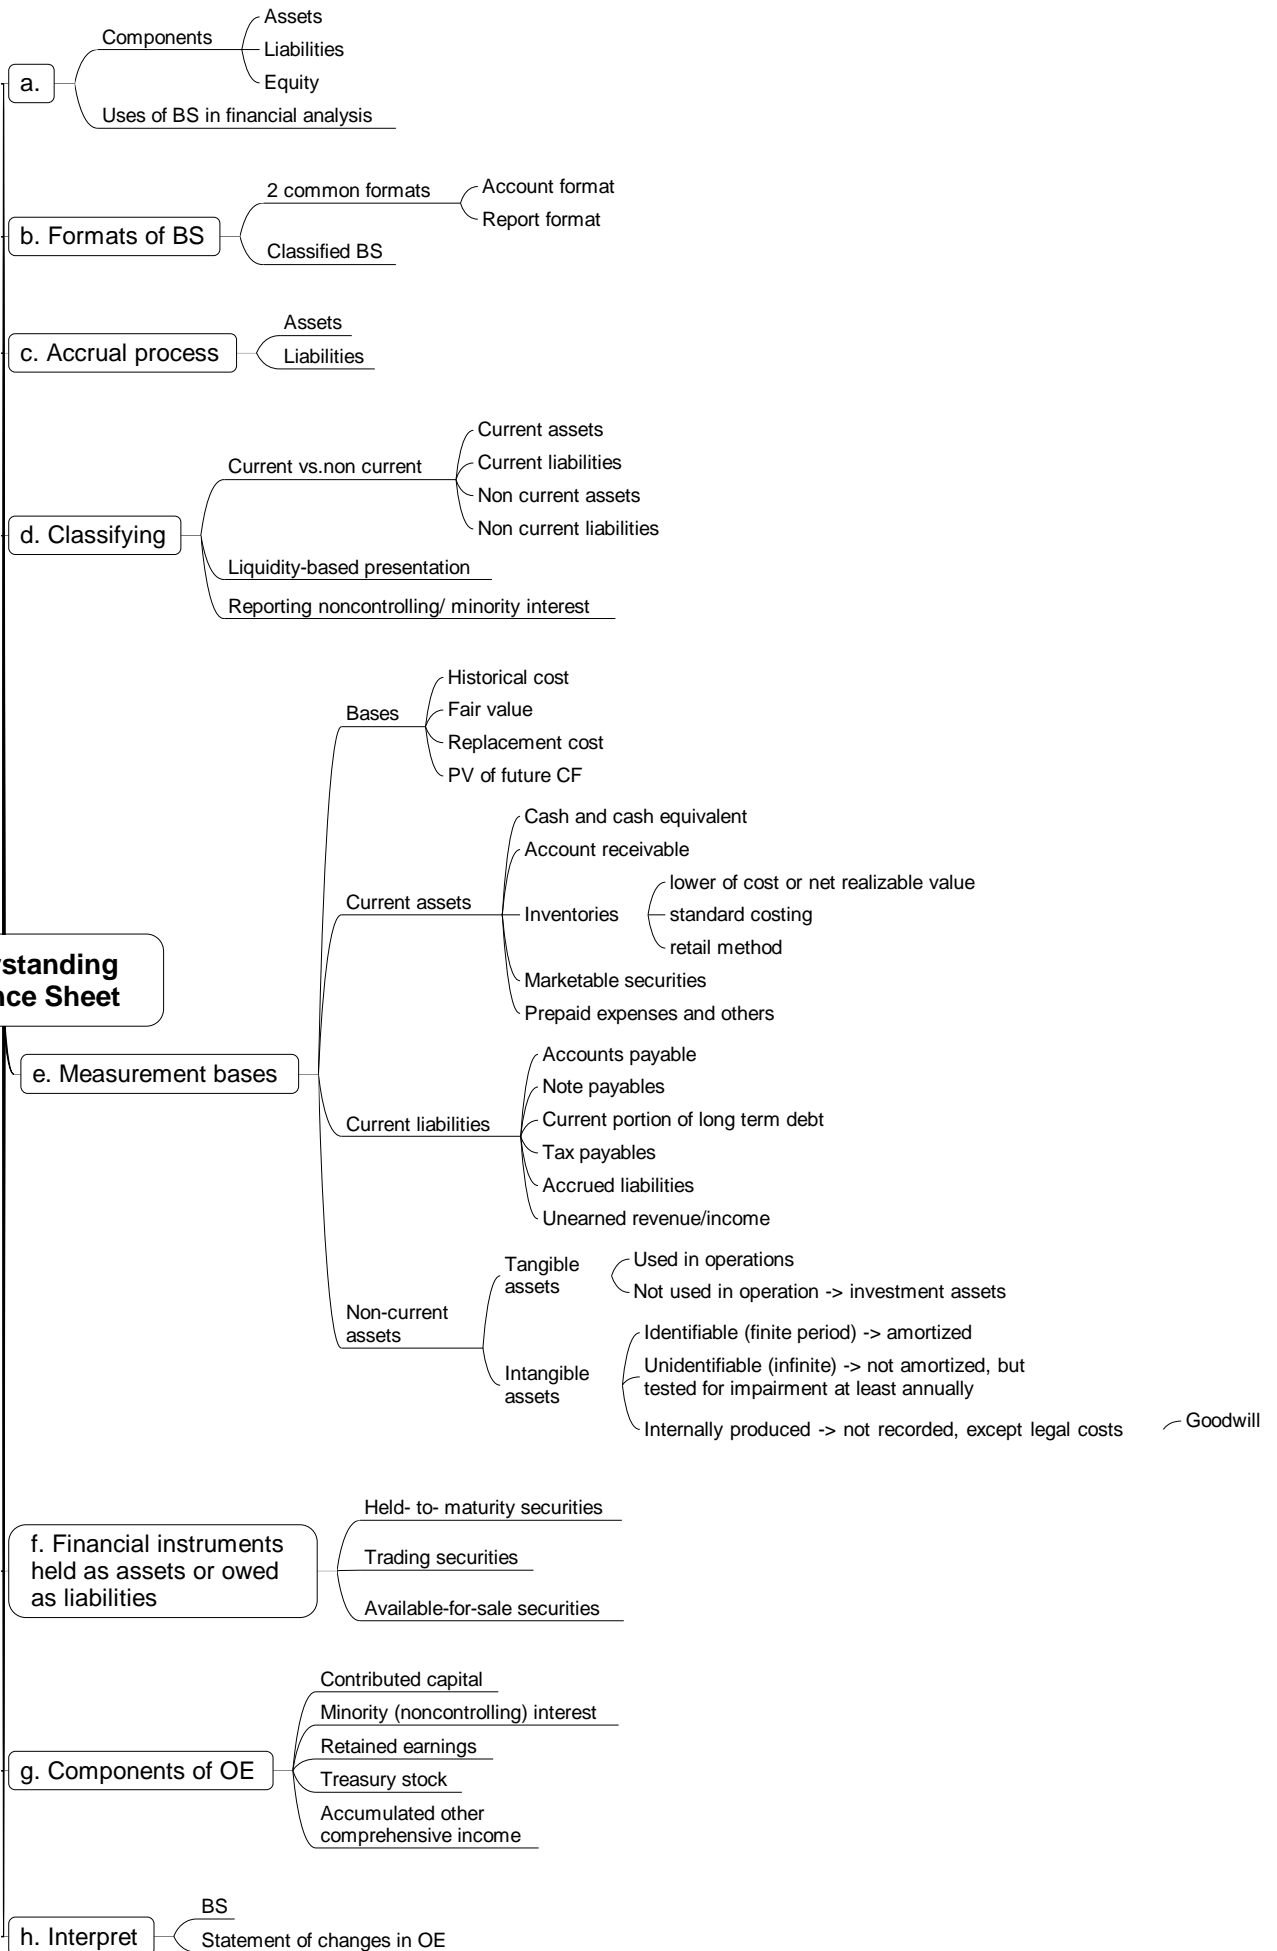 a.
Components
Assets
Liabilities
Equity
Uses of BS in financial analysis
b. Formats of BS
2 common formats
Account format
Report format
Classified BS
c. Accrual process
Assets
Liabilities
d. Classifying
Current vs.non current
Current assets
Current liabilities
Non current assets
Non current liabilities
Liquidity-based presentation
Reporting noncontrolling/ minority interest
standing
nce Sheet
e. Measurement bases
Bases
Historical cost
Fair value
Replacement cost
PV of future CF
Current assets
Cash and cash equivalent
Account receivable
Inventories
lower of cost or net realizable value
standard costing
retail method
Marketable securities
Prepaid expenses and others
Current liabilities
Accounts payable
Note payables
Current portion of long term debt
Tax payables
Accrued liabilities
Unearned revenue/income
Non-current
assets
Tangible
assets
Used in operations
Not used in operation -> investment assets
Intangible
assets
Identifiable (finite period) -> amortized
Unidentifiable (infinite) -> not amortized, but
tested for impairment at least annually
Internally produced -> not recorded, except legal costs
Goodwill
f. Financial instruments
held as assets or owed
as liabilities
Held- to- maturity securities
Trading securities
Available-for-sale securities
g. Components of OE
Contributed capital
Minority (noncontrolling) interest
Retained earnings
Treasury stock
Accumulated other
comprehensive income
h. Interpret
BS
Statement of changes in OE